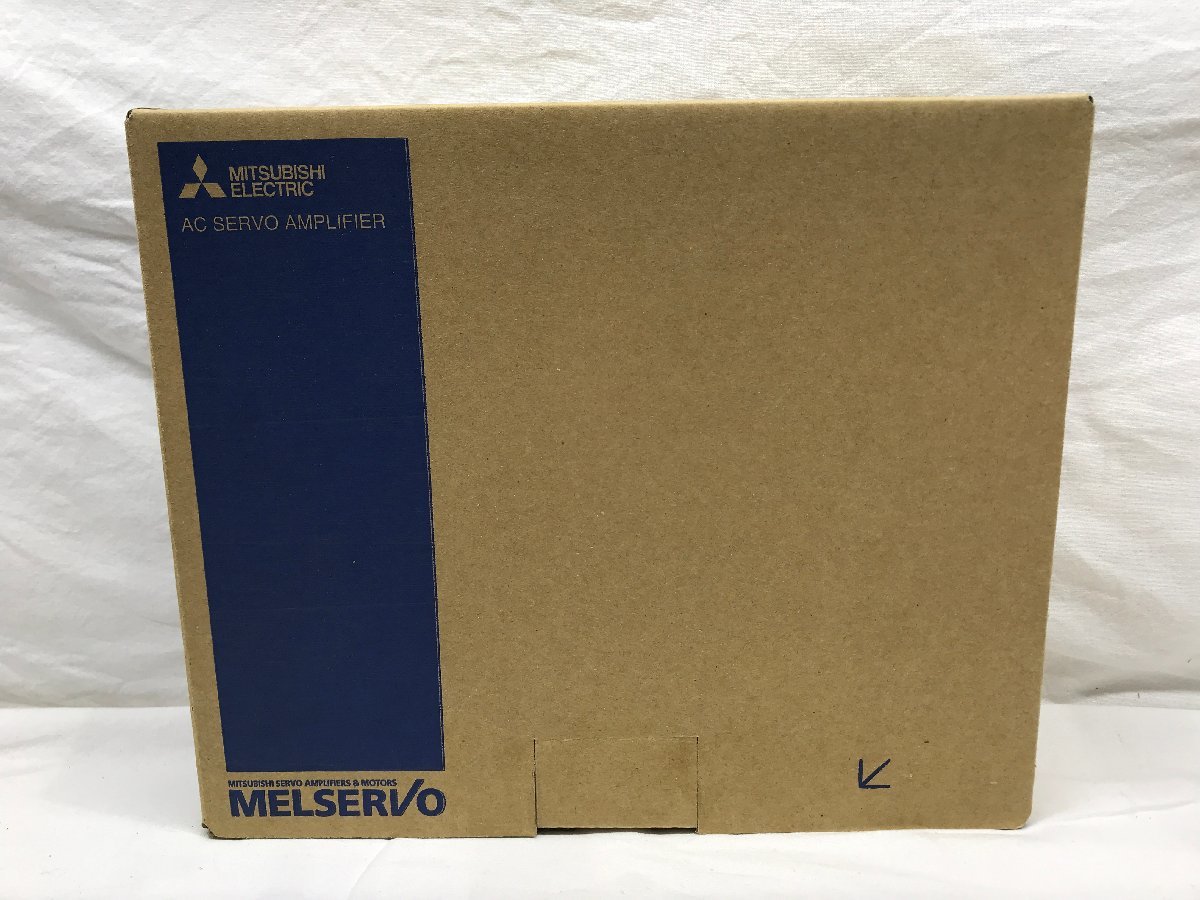 MITSUBISHI
ELECTRIC
AC SERVO AMPLIFIER
MITSUBISHI SERVO AMPLIFIERS & MOTORS
MELSERVO